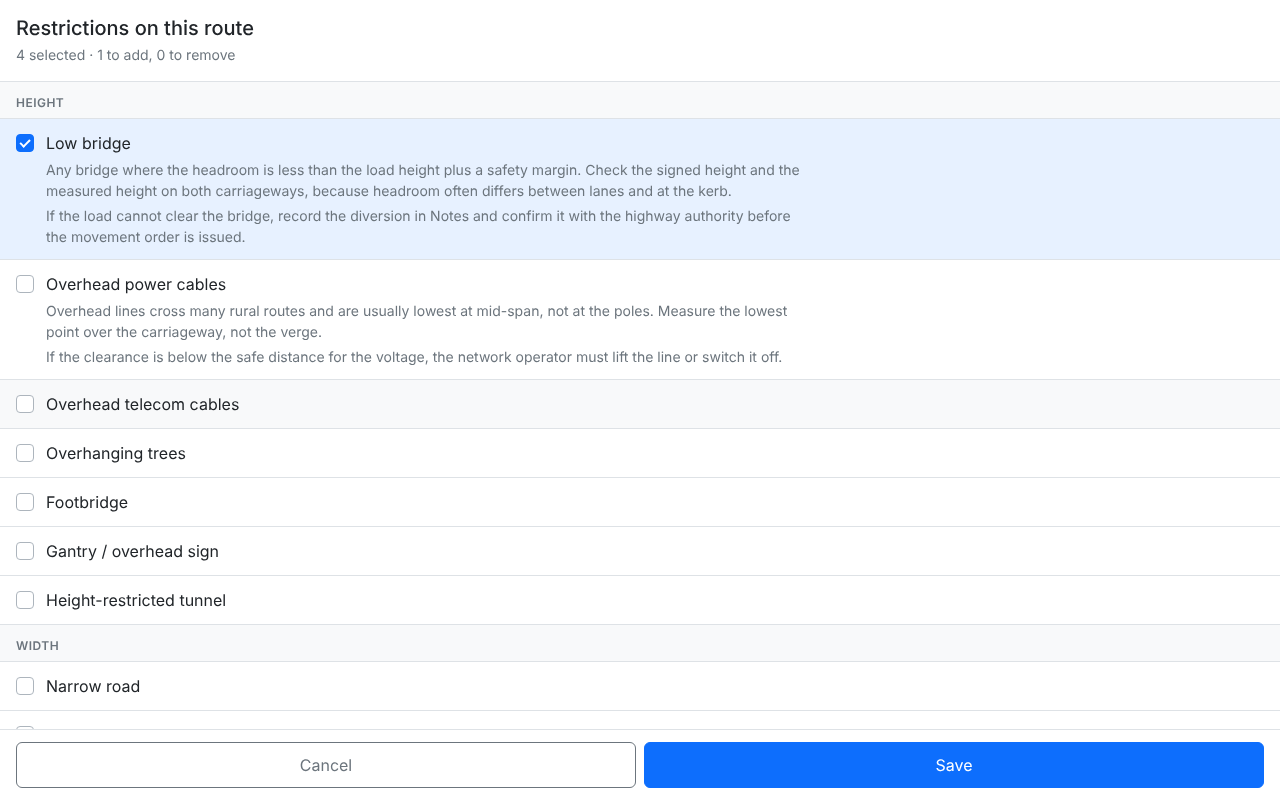 Restrictions on this route
4 selected · 1 to add, 0 to remove
HEIGHT
Low bridge
Any bridge where the headroom is less than the load height plus a safety margin. Check the signed height and the
measured height on both carriageways, because headroom often differs between lanes and at the kerb.
If the load cannot clear the bridge, record the diversion in Notes and confirm it with the highway authority before
the movement order is issued.
Overhead power cables
Overhead lines cross many rural routes and are usually lowest at mid-span, not at the poles. Measure the lowest
point over the carriageway, not the verge.
If the clearance is below the safe distance for the voltage, the network operator must lift the line or switch it off.
Overhead telecom cables
Overhanging trees
Footbridge
Gantry / overhead sign
Height-restricted tunnel
WIDTH
Narrow road
Cancel
Save